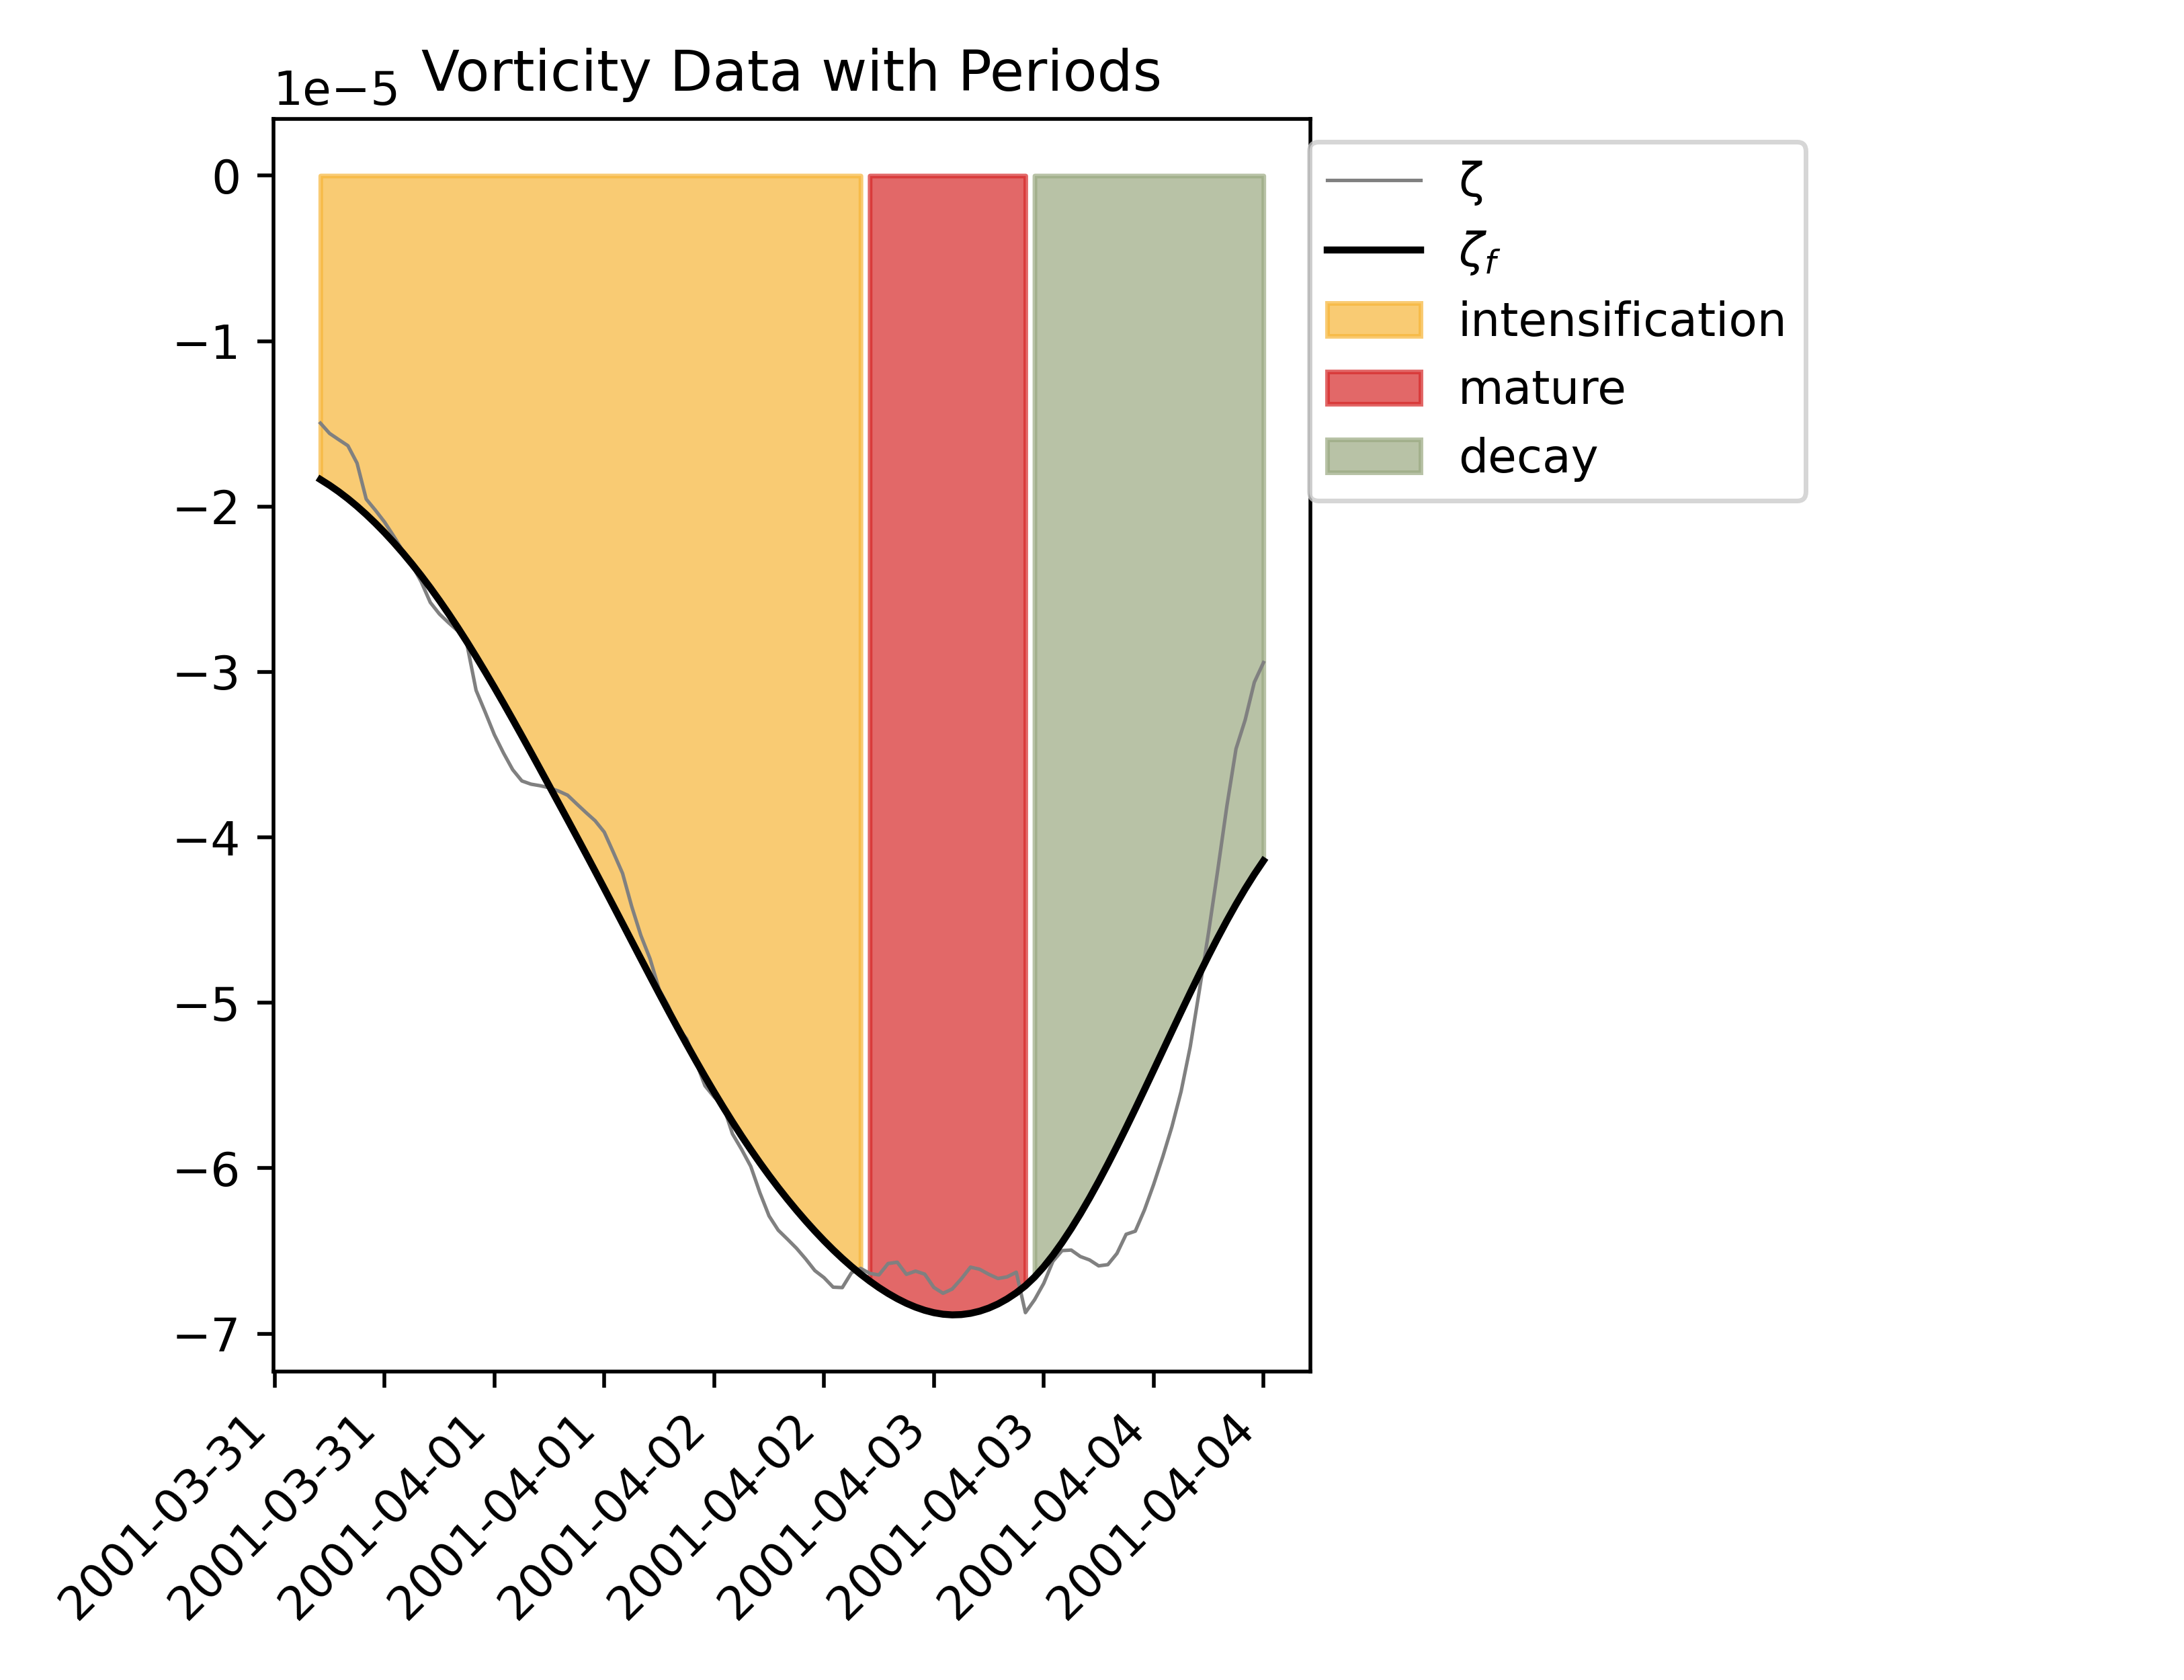 Vorticity Data with Periods
1e−5
0
−1
−2
−3
−4
−5
−6
−7
2001-03-31
2001-03-31
2001-04-01
2001-04-01
2001-04-02
2001-04-02
2001-04-03
2001-04-03
2001-04-04
2001-04-04
ζ
ζf
intensification
mature
decay